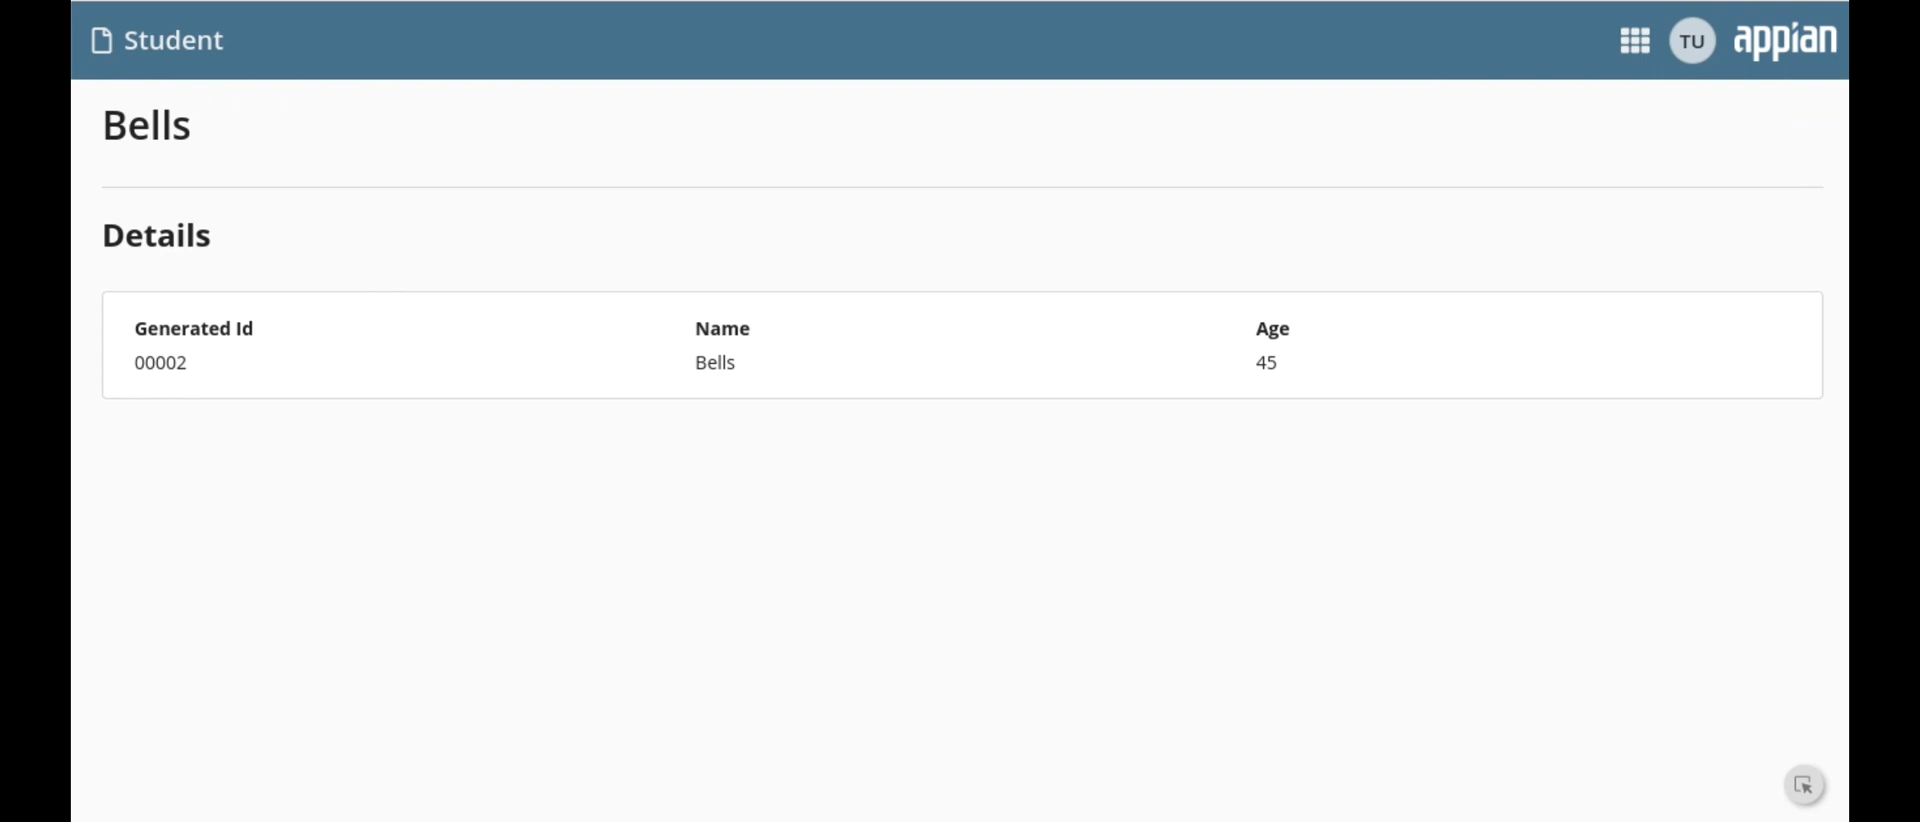 Student
TU
appian
Bells
Details
Generated Id Name Age
00002 Bells 45